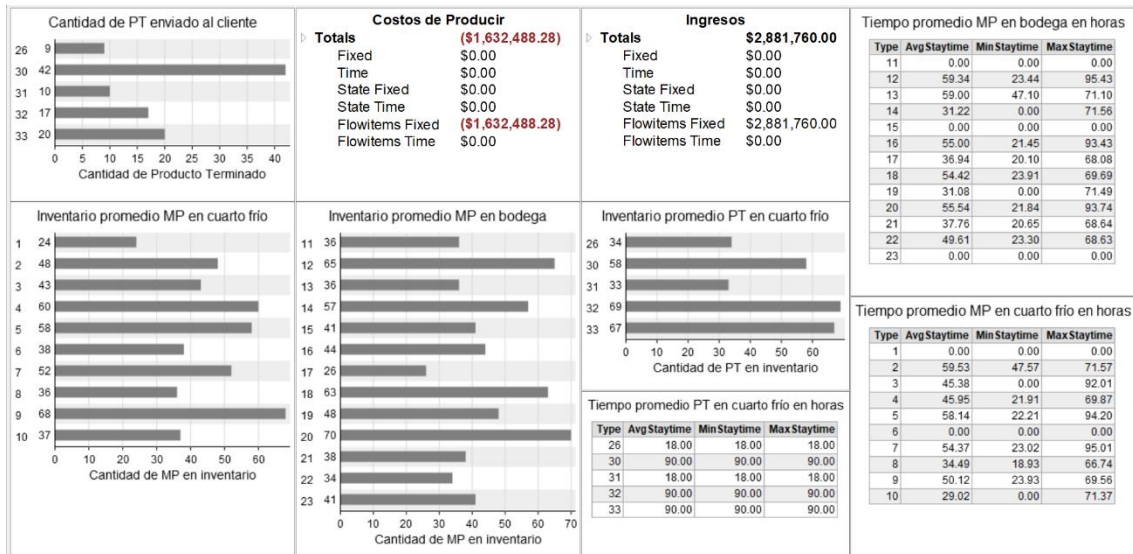 Cantidad de PT enviado al cliente
26 9
30 42
31 10
32 17
33 20
0 5 10 15 20 25 30 35 40
Cantidad de Producto Terminado
Costos de Producir
Totals ($1,632,488.28)
Fixed $0.00
Time $0.00
State Fixed $0.00
State Time $0.00
Flowitems Fixed ($1,632,488.28)
Flowitems Time $0.00
Ingresos
Totals $2,881,760.00
Fixed $0.00
Time $0.00
State Fixed $0.00
State Time $0.00
Flowitems Fixed $2,881,760.00
Flowitems Time $0.00
Tiempo promedio MP en bodega en horas
Type Avg Staytime Min Staytime Max Staytime
11 0.00 0.00 0.00
12 59.34 23.44 95.43
13 59.00 47.10 71.10
14 31.22 0.00 71.56
15 0.00 0.00 0.00
16 55.00 21.45 93.43
17 36.94 20.10 68.08
18 54.42 23.91 69.69
19 31.08 0.00 71.49
20 55.54 21.84 93.74
21 37.76 20.65 68.64
22 49.61 23.30 68.63
23 0.00 0.00 0.00
Inventario promedio MP en cuarto frío
1 24
2 48
3 43
4 60
5 58
6 38
7 52
8 36
9 68
10 37
0 10 20 30 40 50 60
Cantidad de MP en inventario
Inventario promedio MP en bodega
11 36
12 65
13 36
14 57
15 41
16 44
17 26
18 63
19 48
20 70
21 38
22 34
23 41
0 10 20 30 40 50 60 70
Cantidad de MP en inventario
Inventario promedio PT en cuarto frío
26 34
30 58
31 33
32 69
33 67
0 10 20 30 40 50 60
Cantidad de PT en inventario
Tiempo promedio PT en cuarto frío en horas
Type Avg Staytime Min Staytime Max Staytime
26 18.00 18.00 18.00
30 90.00 90.00 90.00
31 18.00 18.00 18.00
32 90.00 90.00 90.00
33 90.00 90.00 90.00
Tiempo promedio MP en cuarto frío en horas
Type Avg Staytime Min Staytime Max Staytime
1 0.00 0.00 0.00
2 59.53 47.57 71.57
3 45.38 0.00 92.01
4 45.95 21.91 69.87
5 58.14 22.21 94.20
6 0.00 0.00 0.00
7 54.37 23.02 95.01
8 34.49 18.93 66.74
9 50.12 23.93 69.56
10 29.02 0.00 71.37